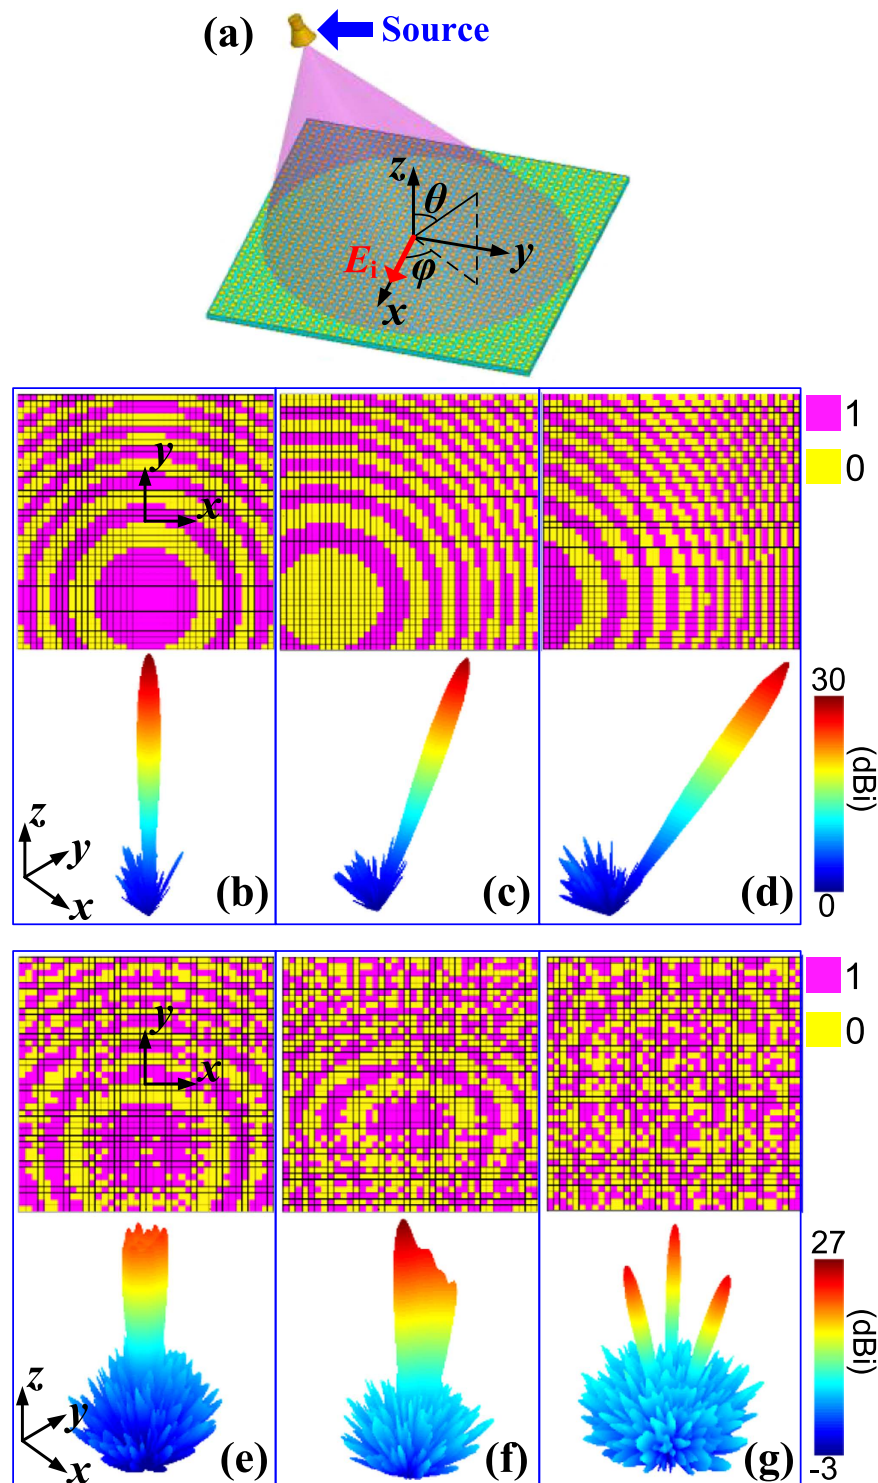 (a)
Source
z
θ
y
Ei
φ
x
1
0
y
x
30
(dBi)
0
z
y
x
(b)
(c)
(d)
1
0
y
x
27
(dBi)
-3
z
y
x
(e)
(f)
(g)